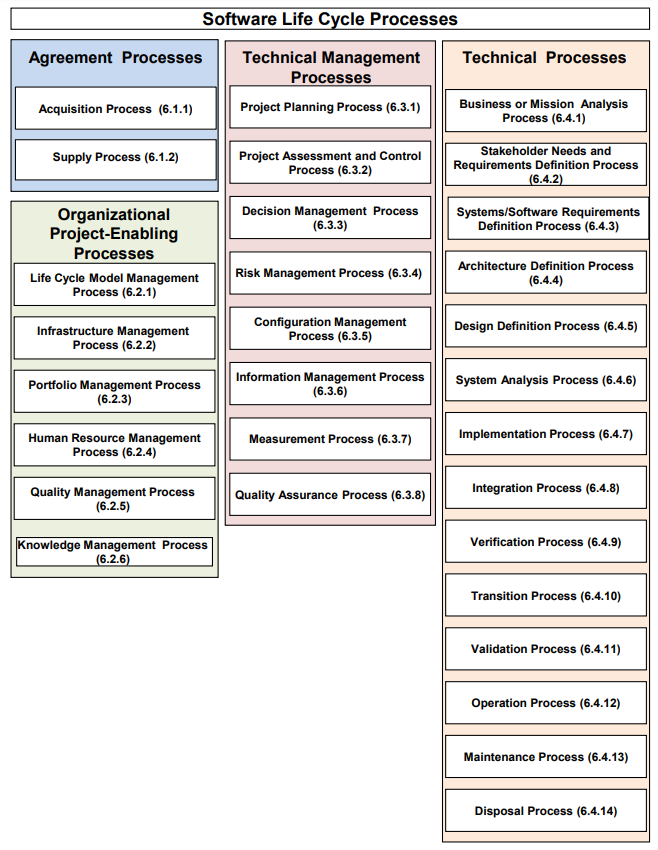 Software Life Cycle Processes
Agreement Processes
Acquisition Process (6.1.1)
Supply Process (6.1.2)
Organizational
Project-Enabling
Processes
Life Cycle Model Management
Process (6.2.1)
Infrastructure Management
Process (6.2.2)
Portfolio Management Process
(6.2.3)
Human Resource Management
Process (6.2.4)
Quality Management Process
(6.2.5)
Knowledge Management Process
(6.2.6)
Technical Management
Processes
Project Planning Process (6.3.1)
Project Assessment and Control
Process (6.3.2)
Decision Management Process
(6.3.3)
Risk Management Process (6.3.4)
Configuration Management
Process (6.3.5)
Information Management Process
(6.3.6)
Measurement Process (6.3.7)
Quality Assurance Process (6.3.8)
Technical Processes
Business or Mission Analysis
Process (6.4.1)
Stakeholder Needs and
Requirements Definition Process
(6.4.2)
Systems/Software Requirements
Definition Process (6.4.3)
Architecture Definition Process
(6.4.4)
Design Definition Process (6.4.5)
System Analysis Process (6.4.6)
Implementation Process (6.4.7)
Integration Process (6.4.8)
Verification Process (6.4.9)
Transition Process (6.4.10)
Validation Process (6.4.11)
Operation Process (6.4.12)
Maintenance Process (6.4.13)
Disposal Process (6.4.14)